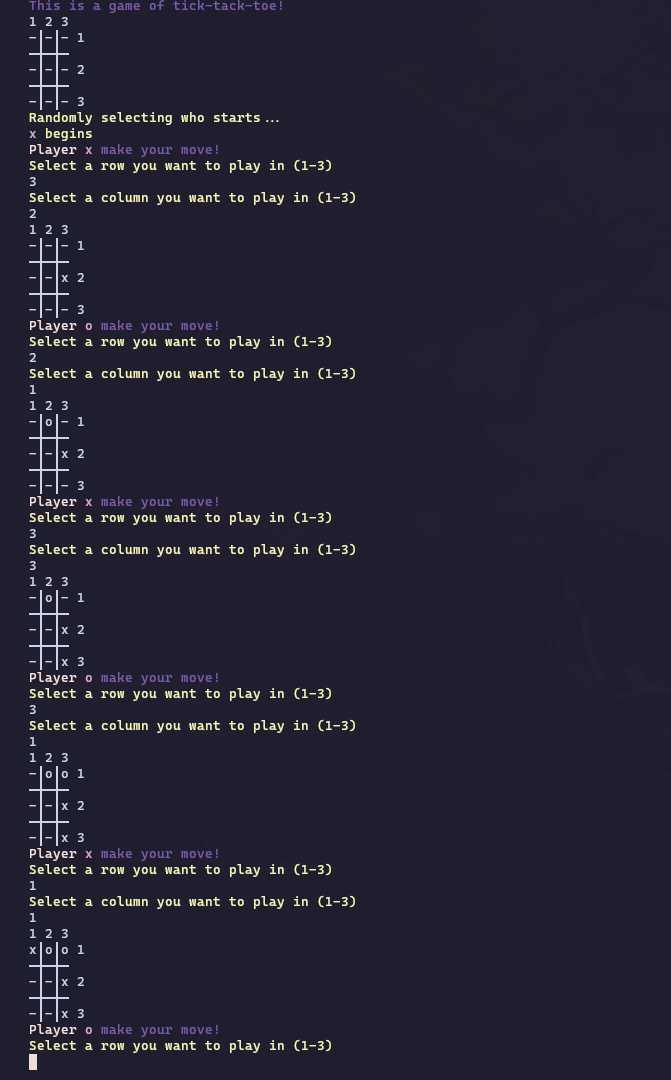 This is a game of tick-tack-toe!
1 2 3
-|-|- 1
-|-|- 2
-|-|- 3
Randomly selecting who starts...
x begins
Player x make your move!
Select a row you want to play in (1-3)
3
Select a column you want to play in (1-3)
2
1 2 3
-|-|- 1
-|-|x 2
-|-|- 3
Player o make your move!
Select a row you want to play in (1-3)
2
Select a column you want to play in (1-3)
1
1 2 3
-|o|- 1
-|-|x 2
-|-|- 3
Player x make your move!
Select a row you want to play in (1-3)
3
Select a column you want to play in (1-3)
3
1 2 3
-|o|- 1
-|-|x 2
-|-|x 3
Player o make your move!
Select a row you want to play in (1-3)
3
Select a column you want to play in (1-3)
1
1 2 3
-|o|o 1
-|-|x 2
-|-|x 3
Player x make your move!
Select a row you want to play in (1-3)
1
Select a column you want to play in (1-3)
1
1 2 3
x|o|o 1
-|-|x 2
-|-|x 3
Player o make your move!
Select a row you want to play in (1-3)